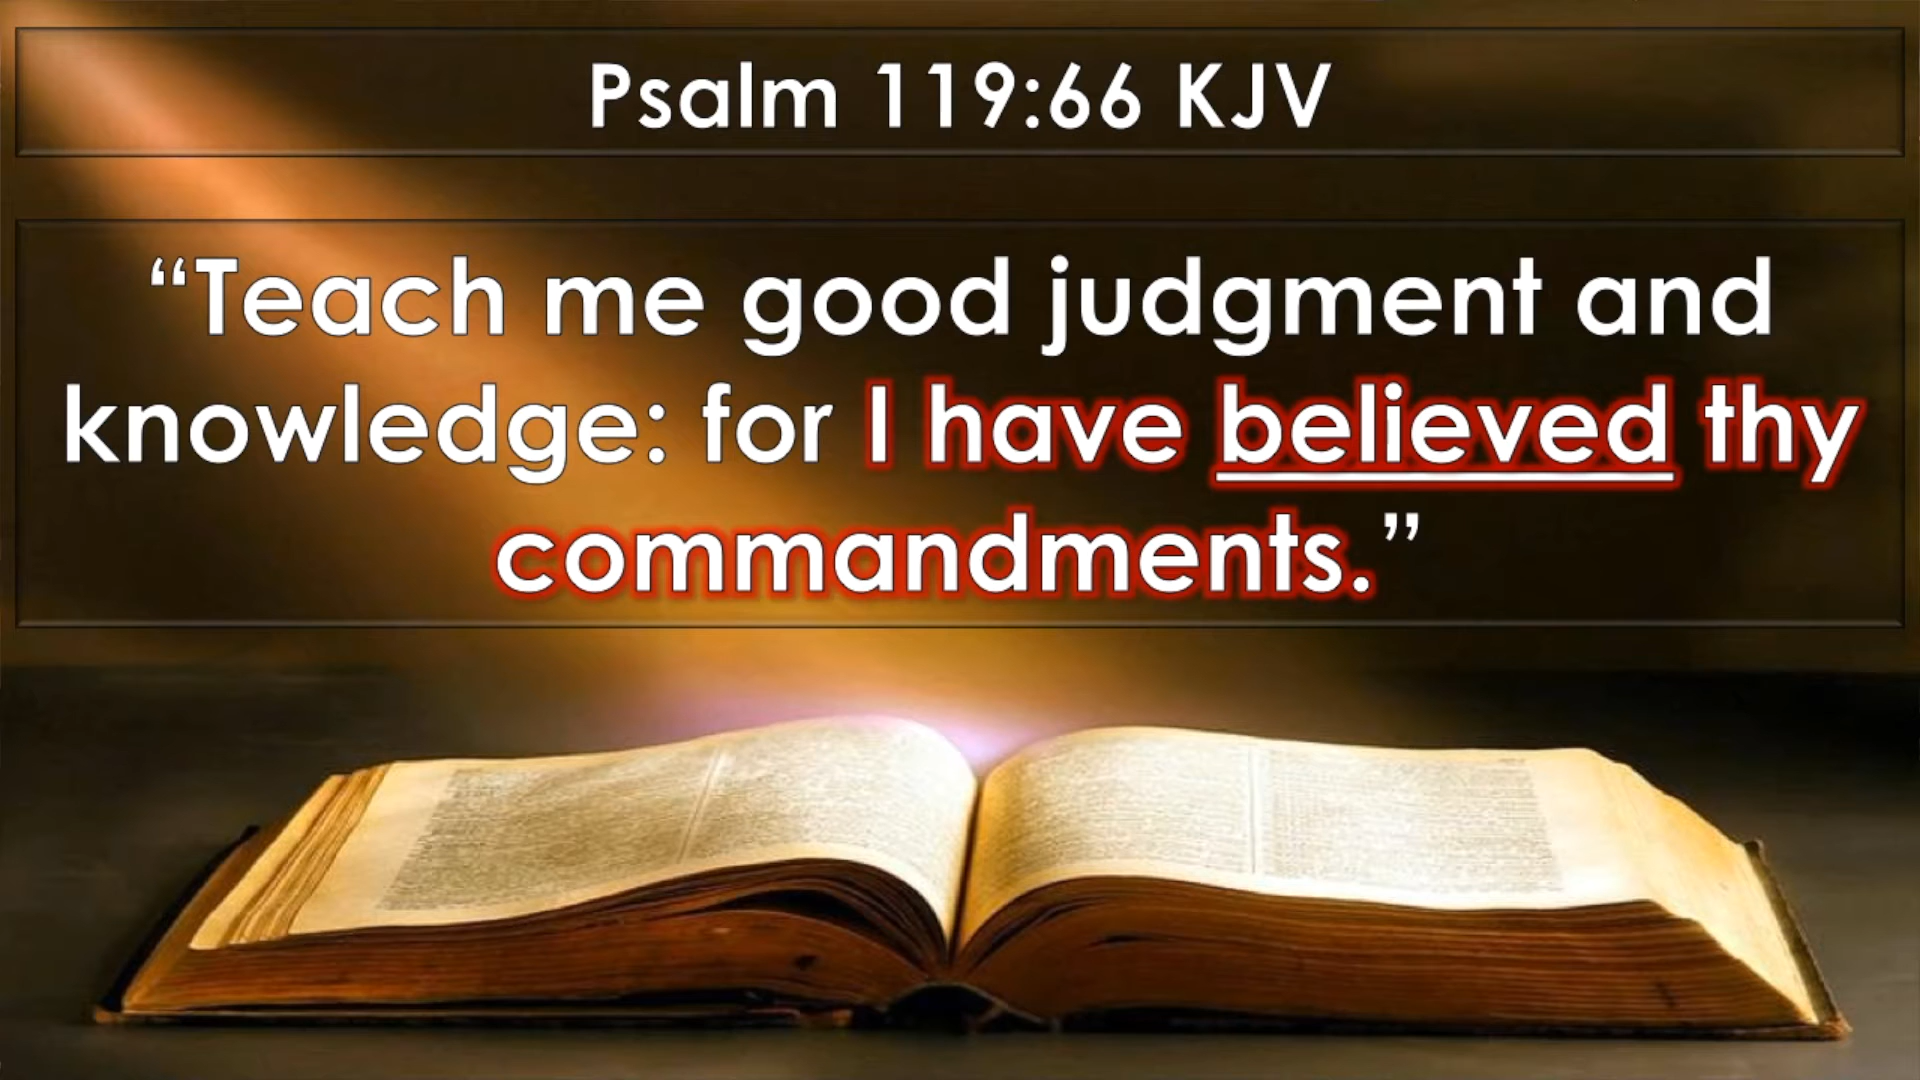 Psalm 119:66 KJV
“Teach me good judgment and
knowledge: for I have believed thy
commandments.”